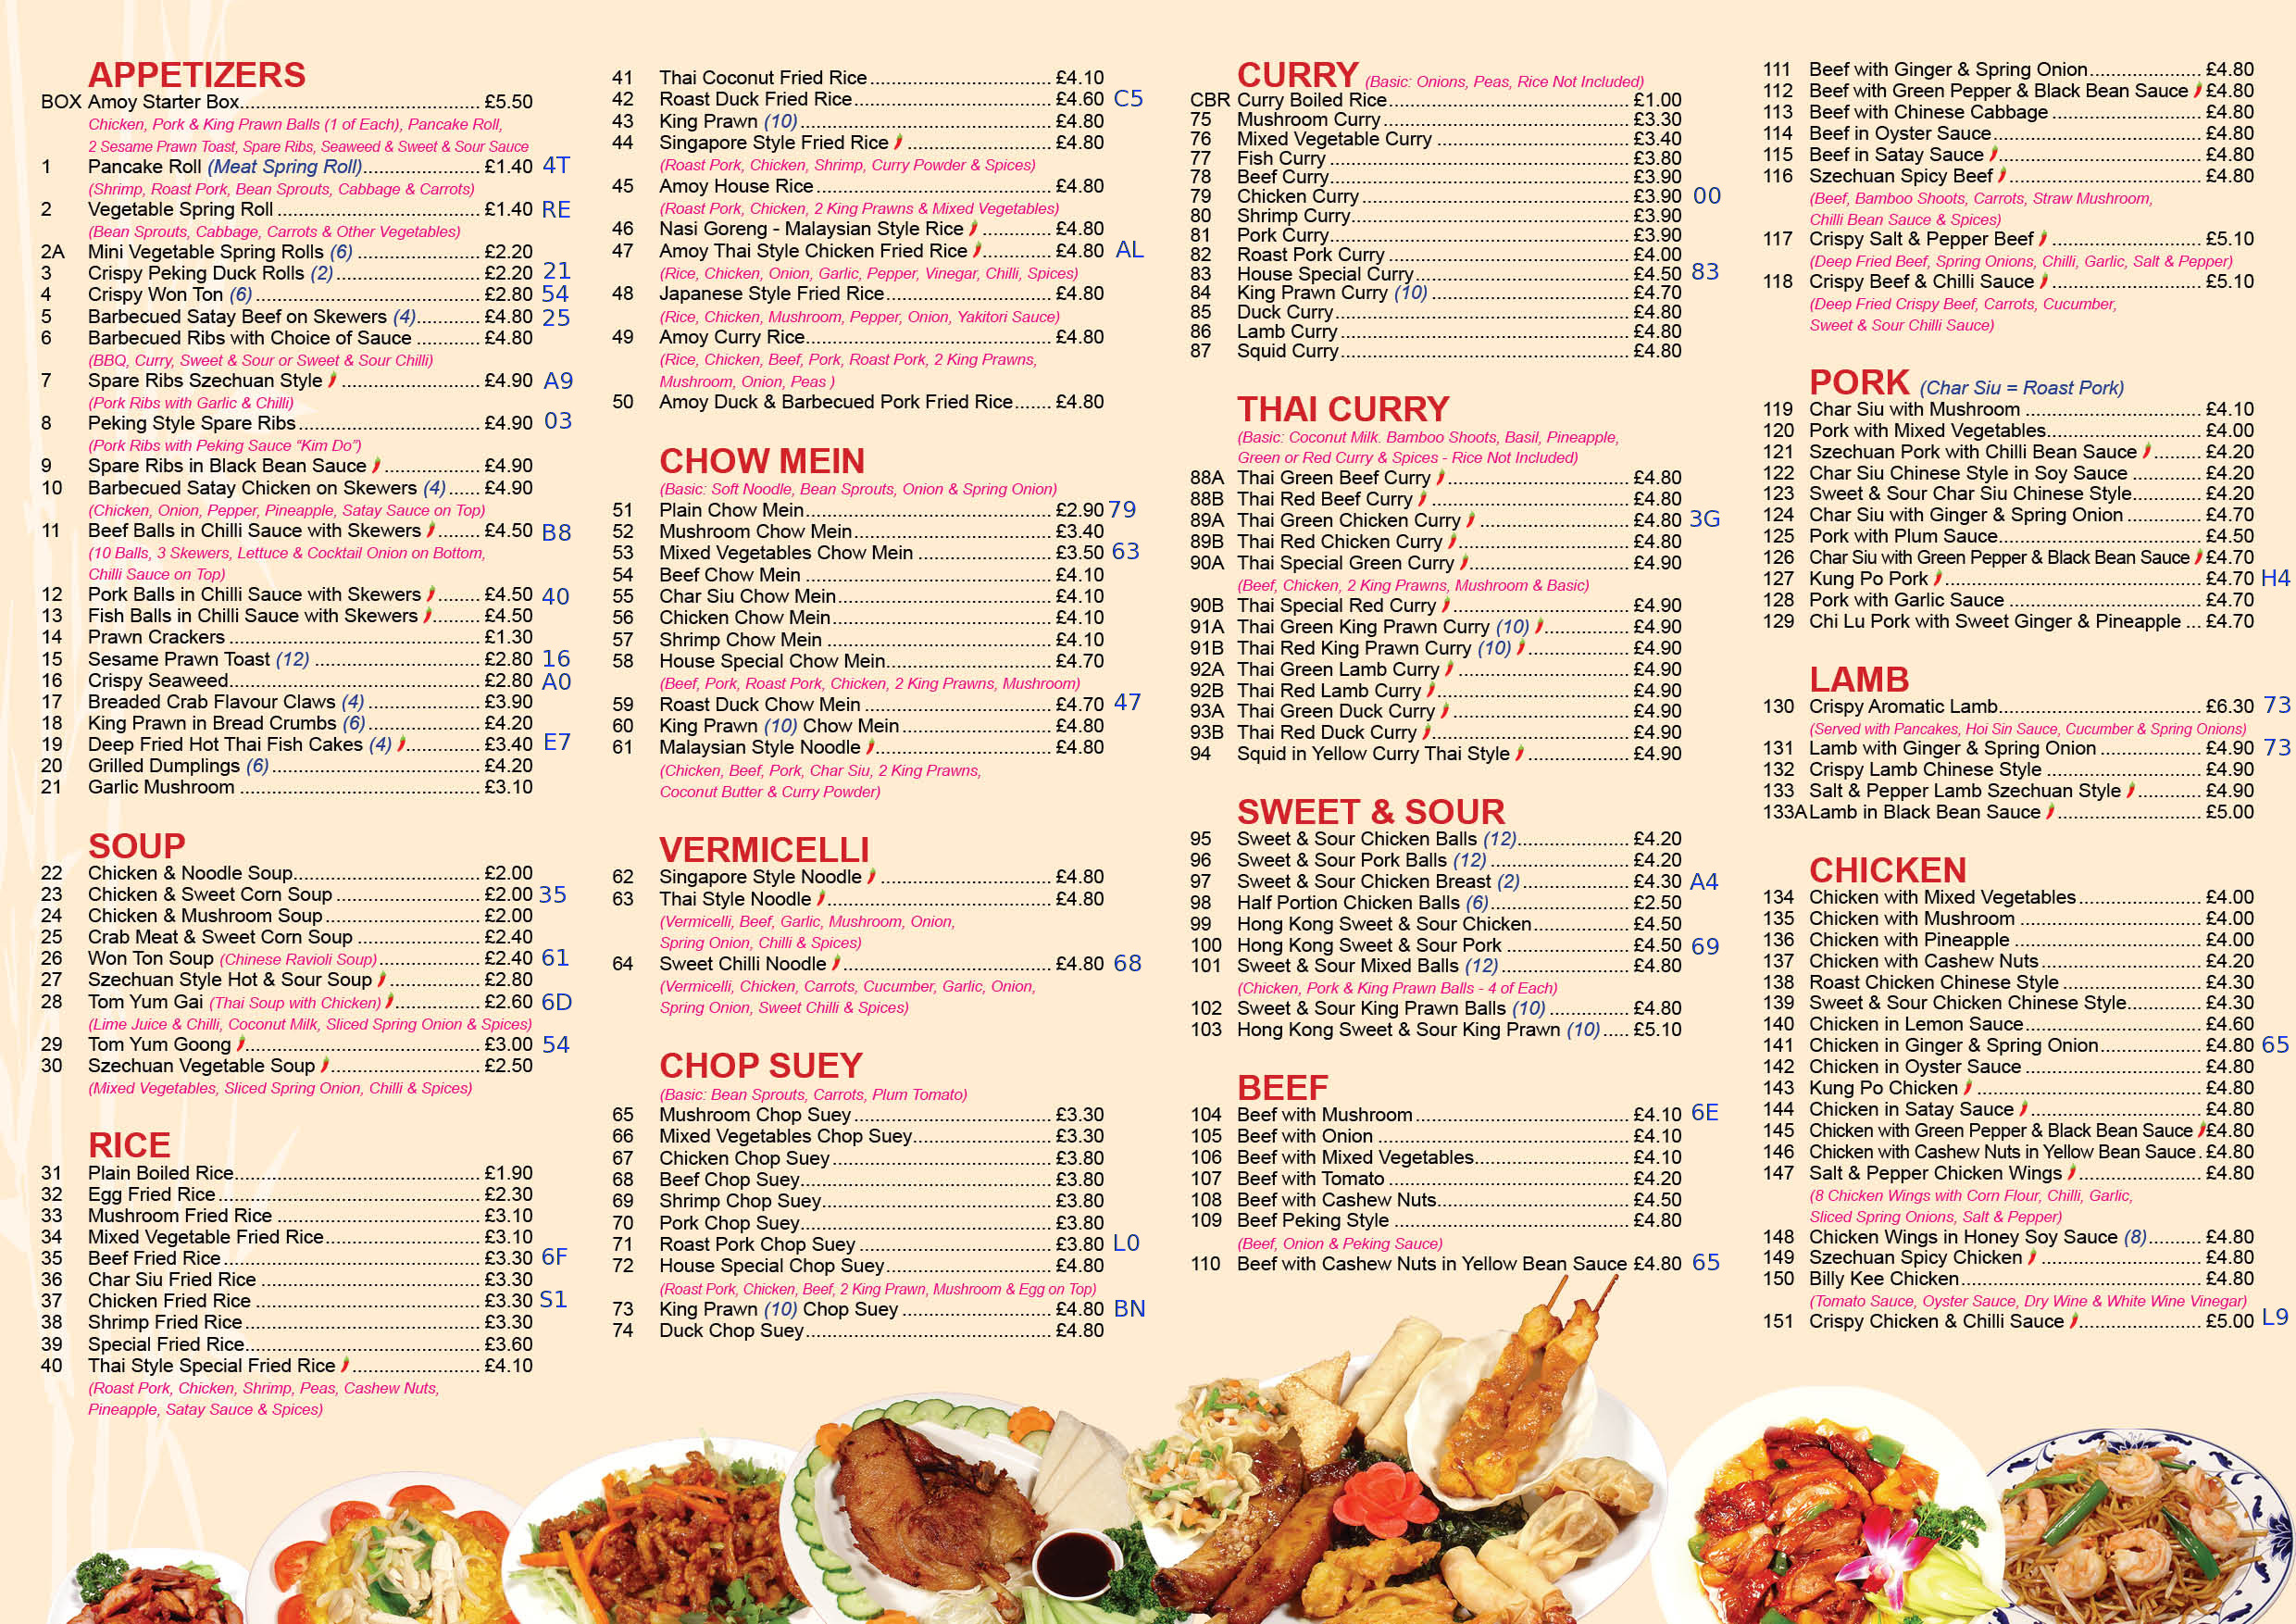 APPETIZERS
BOX Amoy Starter Box............ £5.50
Chicken, Pork & King Prawn Balls (1 of Each), Pancake Roll,
2 Sesame Prawn Toast, Spare Ribs, Seaweed & Sweet & Sour Sauce
1 Pancake Roll (Meat Spring Roll)............ £1.40 4T
(Shrimp, Roast Pork, Bean Sprouts, Cabbage & Carrots)
2 Vegetable Spring Roll ............ £1.40 RE
(Bean Sprouts, Cabbage, Carrots & Other Vegetables)
2A Mini Vegetable Spring Rolls (6) ............ £2.20
3 Crispy Peking Duck Rolls (2) ............ £2.20 21
4 Crispy Won Ton (6) ............ £2.80 54
5 Barbecued Satay Beef on Skewers (4)............ £4.80 25
6 Barbecued Ribs with Choice of Sauce ............ £4.80
(BBQ, Curry, Sweet & Sour or Sweet & Sour Chilli)
7 Spare Ribs Szechuan Style ............ £4.90 A9
(Pork Ribs with Garlic & Chilli)
8 Peking Style Spare Ribs............ £4.90 03
(Pork Ribs with Peking Sauce “Kim Do”)
9 Spare Ribs in Black Bean Sauce ............ £4.90
10 Barbecued Satay Chicken on Skewers (4) ...... £4.90
(Chicken, Onion, Pepper, Pineapple, Satay Sauce on Top)
11 Beef Balls in Chilli Sauce with Skewers ........ £4.50 B8
(10 Balls, 3 Skewers, Lettuce & Cocktail Onion on Bottom,
Chilli Sauce on Top)
12 Pork Balls in Chilli Sauce with Skewers ........ £4.50 40
13 Fish Balls in Chilli Sauce with Skewers ......... £4.50
14 Prawn Crackers ............ £1.30
15 Sesame Prawn Toast (12) ............ £2.80 16
16 Crispy Seaweed............ £2.80 A0
17 Breaded Crab Flavour Claws (4) ............ £3.90
18 King Prawn in Bread Crumbs (6)............ £4.20
19 Deep Fried Hot Thai Fish Cakes (4) ............ £3.40 E7
20 Grilled Dumplings (6) ............ £4.20
21 Garlic Mushroom ............ £3.10
SOUP
22 Chicken & Noodle Soup............ £2.00
23 Chicken & Sweet Corn Soup ............ £2.00 35
24 Chicken & Mushroom Soup............ £2.00
25 Crab Meat & Sweet Corn Soup ............ £2.40
26 Won Ton Soup (Chinese Ravioli Soup)............ £2.40 61
27 Szechuan Style Hot & Sour Soup ............ £2.80
28 Tom Yum Gai (Thai Soup with Chicken) ............ £2.60 6D
(Lime Juice & Chilli, Coconut Milk, Sliced Spring Onion & Spices)
29 Tom Yum Goong ............ £3.00 54
30 Szechuan Vegetable Soup ............ £2.50
(Mixed Vegetables, Sliced Spring Onion, Chilli & Spices)
RICE
31 Plain Boiled Rice............ £1.90
32 Egg Fried Rice ............ £2.30
33 Mushroom Fried Rice ............ £3.10
34 Mixed Vegetable Fried Rice............ £3.10
35 Beef Fried Rice............ £3.30 6F
36 Char Siu Fried Rice ............ £3.30
37 Chicken Fried Rice ............ £3.30 S1
38 Shrimp Fried Rice............ £3.30
39 Special Fried Rice............ £3.60
40 Thai Style Special Fried Rice ............ £4.10
(Roast Pork, Chicken, Shrimp, Peas, Cashew Nuts,
Pineapple, Satay Sauce & Spices)
41 Thai Coconut Fried Rice ............ £4.10
42 Roast Duck Fried Rice............ £4.60 C5
43 King Prawn (10) ............ £4.80
44 Singapore Style Fried Rice ............ £4.80
(Roast Pork, Chicken, Shrimp, Curry Powder & Spices)
45 Amoy House Rice ............ £4.80
(Roast Pork, Chicken, 2 King Prawns & Mixed Vegetables)
46 Nasi Goreng - Malaysian Style Rice ............ £4.80
47 Amoy Thai Style Chicken Fried Rice ............ £4.80 AL
(Rice, Chicken, Onion, Garlic, Pepper, Vinegar, Chilli, Spices)
48 Japanese Style Fried Rice............ £4.80
(Rice, Chicken, Mushroom, Pepper, Onion, Yakitori Sauce)
49 Amoy Curry Rice............ £4.80
(Rice, Chicken, Beef, Pork, Roast Pork, 2 King Prawns,
Mushroom, Onion, Peas )
50 Amoy Duck & Barbecued Pork Fried Rice....... £4.80
CHOW MEIN
(Basic: Soft Noodle, Bean Sprouts, Onion & Spring Onion)
51 Plain Chow Mein............ £2.90 79
52 Mushroom Chow Mein............ £3.40
53 Mixed Vegetables Chow Mein ............ £3.50 63
54 Beef Chow Mein ............ £4.10
55 Char Siu Chow Mein............ £4.10
56 Chicken Chow Mein............ £4.10
57 Shrimp Chow Mein ............ £4.10
58 House Special Chow Mein............ £4.70
(Beef, Pork, Roast Pork, Chicken, 2 King Prawns, Mushroom)
59 Roast Duck Chow Mein ............ £4.70 47
60 King Prawn (10) Chow Mein............ £4.80
61 Malaysian Style Noodle ............ £4.80
(Chicken, Beef, Pork, Char Siu, 2 King Prawns,
Coconut Butter & Curry Powder)
VERMICELLI
62 Singapore Style Noodle ............ £4.80
63 Thai Style Noodle ............ £4.80
(Vermicelli, Beef, Garlic, Mushroom, Onion,
Spring Onion, Chilli & Spices)
64 Sweet Chilli Noodle ............ £4.80 68
(Vermicelli, Chicken, Carrots, Cucumber, Garlic, Onion,
Spring Onion, Sweet Chilli & Spices)
CHOP SUEY
(Basic: Bean Sprouts, Carrots, Plum Tomato)
65 Mushroom Chop Suey............ £3.30
66 Mixed Vegetables Chop Suey............ £3.30
67 Chicken Chop Suey............ £3.80
68 Beef Chop Suey............ £3.80
69 Shrimp Chop Suey............ £3.80
70 Pork Chop Suey............ £3.80
71 Roast Pork Chop Suey ............ £3.80 L0
72 House Special Chop Suey............ £4.80
(Roast Pork, Chicken, Beef, 2 King Prawn, Mushroom & Egg on Top)
73 King Prawn (10) Chop Suey ............ £4.80 BN
74 Duck Chop Suey............ £4.80
CURRY (Basic: Onions, Peas, Rice Not Included)
CBR Curry Boiled Rice............ £1.00
75 Mushroom Curry............ £3.30
76 Mixed Vegetable Curry ............ £3.40
77 Fish Curry ............ £3.80
78 Beef Curry............ £3.90
79 Chicken Curry ............ £3.90 00
80 Shrimp Curry............ £3.90
81 Pork Curry............ £3.90
82 Roast Pork Curry ............ £4.00
83 House Special Curry............ £4.50 83
84 King Prawn Curry (10) ............ £4.70
85 Duck Curry............ £4.80
86 Lamb Curry............ £4.80
87 Squid Curry............ £4.80
THAI CURRY
(Basic: Coconut Milk. Bamboo Shoots, Basil, Pineapple,
Green or Red Curry & Spices - Rice Not Included)
88A Thai Green Beef Curry ............ £4.80
88B Thai Red Beef Curry ............ £4.80
89A Thai Green Chicken Curry ............ £4.80 3G
89B Thai Red Chicken Curry ............ £4.80
90A Thai Special Green Curry ............ £4.90
(Beef, Chicken, 2 King Prawns, Mushroom & Basic)
90B Thai Special Red Curry ............ £4.90
91A Thai Green King Prawn Curry (10) ............ £4.90
91B Thai Red King Prawn Curry (10) ............ £4.90
92A Thai Green Lamb Curry ............ £4.90
92B Thai Red Lamb Curry ............ £4.90
93A Thai Green Duck Curry ............ £4.90
93B Thai Red Duck Curry ............ £4.90
94 Squid in Yellow Curry Thai Style ............ £4.90
SWEET & SOUR
95 Sweet & Sour Chicken Balls (12)............ £4.20
96 Sweet & Sour Pork Balls (12) ............ £4.20
97 Sweet & Sour Chicken Breast (2)............ £4.30 A4
98 Half Portion Chicken Balls (6)............ £2.50
99 Hong Kong Sweet & Sour Chicken............ £4.50
100 Hong Kong Sweet & Sour Pork ............ £4.50 69
101 Sweet & Sour Mixed Balls (12)............ £4.80
(Chicken, Pork & King Prawn Balls - 4 of Each)
102 Sweet & Sour King Prawn Balls (10) ............ £4.80
103 Hong Kong Sweet & Sour King Prawn (10)..... £5.10
BEEF
104 Beef with Mushroom............ £4.10 6E
105 Beef with Onion ............ £4.10
106 Beef with Mixed Vegetables............ £4.10
107 Beef with Tomato ............ £4.20
108 Beef with Cashew Nuts............ £4.50
109 Beef Peking Style ............ £4.80
(Beef, Onion & Peking Sauce)
110 Beef with Cashew Nuts in Yellow Bean Sauce £4.80 65
111 Beef with Ginger & Spring Onion............ £4.80
112 Beef with Green Pepper & Black Bean Sauce £4.80
113 Beef with Chinese Cabbage ............ £4.80
114 Beef in Oyster Sauce............ £4.80
115 Beef in Satay Sauce ............ £4.80
116 Szechuan Spicy Beef ............ £4.80
(Beef, Bamboo Shoots, Carrots, Straw Mushroom,
Chilli Bean Sauce & Spices)
117 Crispy Salt & Pepper Beef ............ £5.10
(Deep Fried Beef, Spring Onions, Chilli, Garlic, Salt & Pepper)
118 Crispy Beef & Chilli Sauce ............ £5.10
(Deep Fried Crispy Beef, Carrots, Cucumber,
Sweet & Sour Chilli Sauce)
PORK (Char Siu = Roast Pork)
119 Char Siu with Mushroom ............ £4.10
120 Pork with Mixed Vegetables............ £4.00
121 Szechuan Pork with Chilli Bean Sauce ......... £4.20
122 Char Siu Chinese Style in Soy Sauce ............ £4.20
123 Sweet & Sour Char Siu Chinese Style............ £4.20
124 Char Siu with Ginger & Spring Onion ............ £4.70
125 Pork with Plum Sauce............ £4.50
126 Char Siu with Green Pepper & Black Bean Sauce £4.70
127 Kung Po Pork ............ £4.70 H4
128 Pork with Garlic Sauce ............ £4.70
129 Chi Lu Pork with Sweet Ginger & Pineapple ... £4.70
LAMB
130 Crispy Aromatic Lamb............ £6.30 73
(Served with Pancakes, Hoi Sin Sauce, Cucumber & Spring Onions)
131 Lamb with Ginger & Spring Onion ............ £4.90 73
132 Crispy Lamb Chinese Style ............ £4.90
133 Salt & Pepper Lamb Szechuan Style ............ £4.90
133A Lamb in Black Bean Sauce ............ £5.00
CHICKEN
134 Chicken with Mixed Vegetables............ £4.00
135 Chicken with Mushroom ............ £4.00
136 Chicken with Pineapple ............ £4.00
137 Chicken with Cashew Nuts............ £4.20
138 Roast Chicken Chinese Style ............ £4.30
139 Sweet & Sour Chicken Chinese Style............ £4.30
140 Chicken in Lemon Sauce............ £4.60
141 Chicken in Ginger & Spring Onion............ £4.80 65
142 Chicken in Oyster Sauce ............ £4.80
143 Kung Po Chicken ............ £4.80
144 Chicken in Satay Sauce ............ £4.80
145 Chicken with Green Pepper & Black Bean Sauce £4.80
146 Chicken with Cashew Nuts in Yellow Bean Sauce . £4.80
147 Salt & Pepper Chicken Wings ............ £4.80
(8 Chicken Wings with Corn Flour, Chilli, Garlic,
Sliced Spring Onions, Salt & Pepper)
148 Chicken Wings in Honey Soy Sauce (8).......... £4.80
149 Szechuan Spicy Chicken ............ £4.80
150 Billy Kee Chicken............ £4.80
(Tomato Sauce, Oyster Sauce, Dry Wine & White Wine Vinegar)
151 Crispy Chicken & Chilli Sauce ............ £5.00 L9